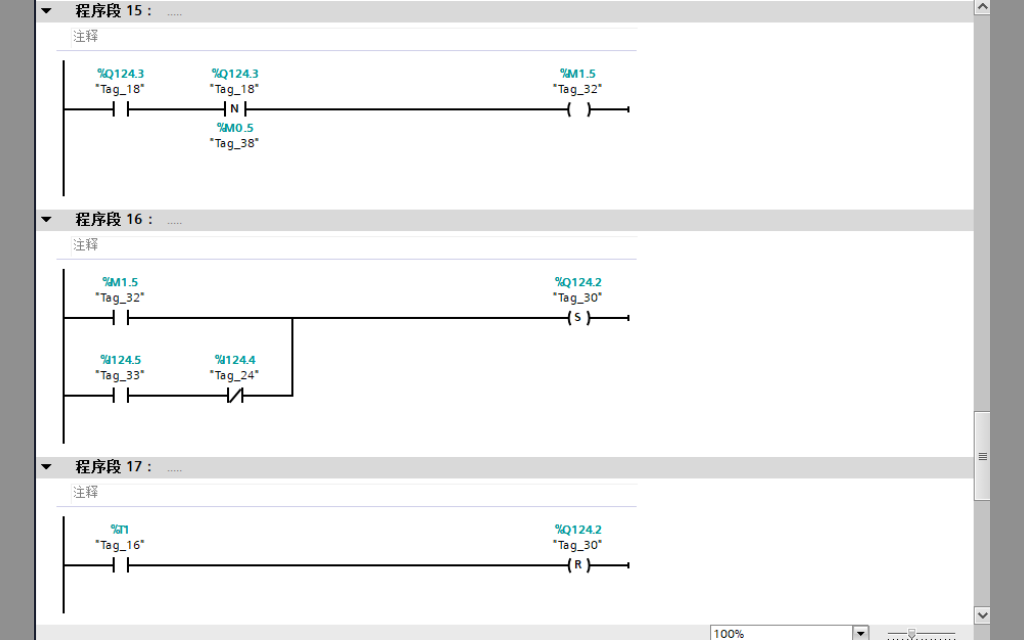 程序段 15： .....
注释
%Q124.3 %Q124.3 %M1.5
"Tag_18" "Tag_18" "Tag_32"
N
%M0.5
"Tag_38"
程序段 16： .....
注释
%M1.5 %Q124.2
"Tag_32" "Tag_30"
S
%I124.5 %I124.4
"Tag_33" "Tag_24"
程序段 17： .....
注释
%T1 %Q124.2
"Tag_16" "Tag_30"
R
100%